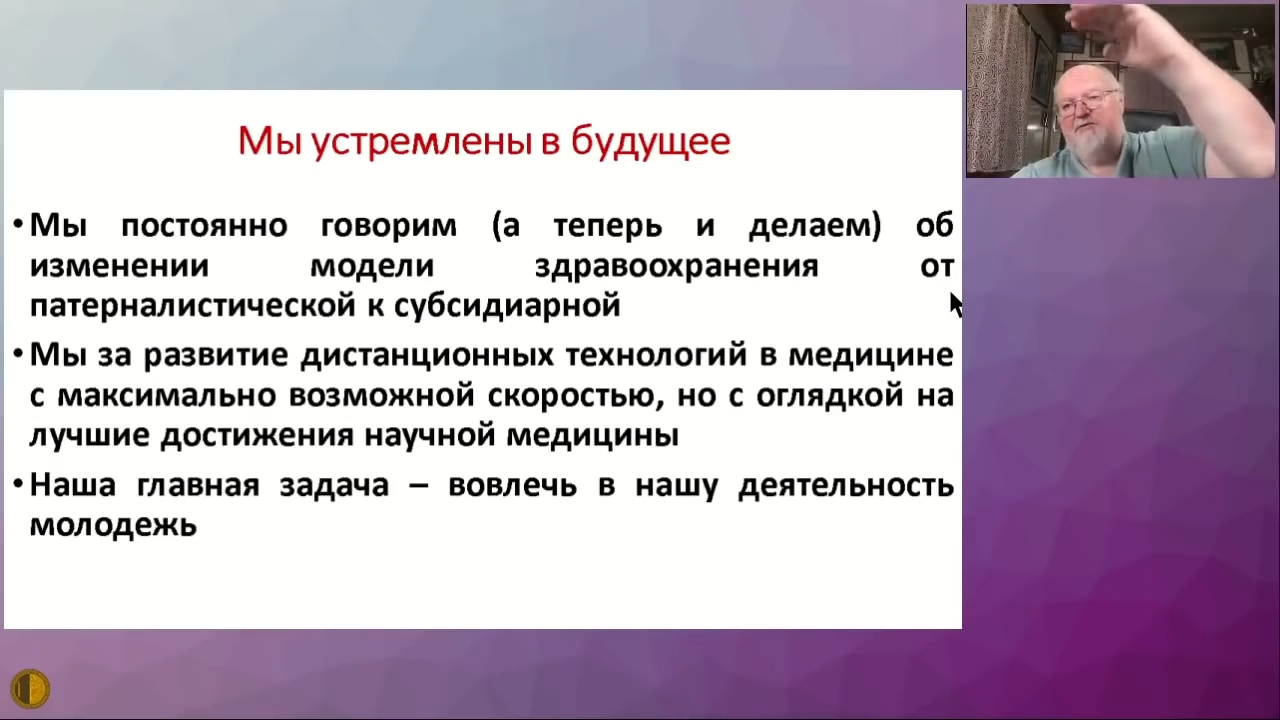 Мы устремлены в будущее
• Мы постоянно говорим (а теперь и делаем) об
изменении модели здравоохранения от
патерналистической к субсидиарной
• Мы за развитие дистанционных технологий в медицине
с максимально возможной скоростью, но с оглядкой на
лучшие достижения научной медицины
• Наша главная задача – вовлечь в нашу деятельность
молодежь